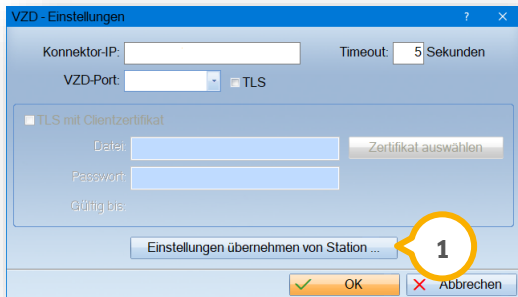 VZD - Einstellungen ? ×
Konnektor-IP: Timeout: 5 Sekunden
VZD-Port: TLS
TLS mit Clientzertifikat
Datei: Zertifikat auswählen
Passwort:
Gültig bis:
Einstellungen übernehmen von Station ... 1
OK Abbrechen